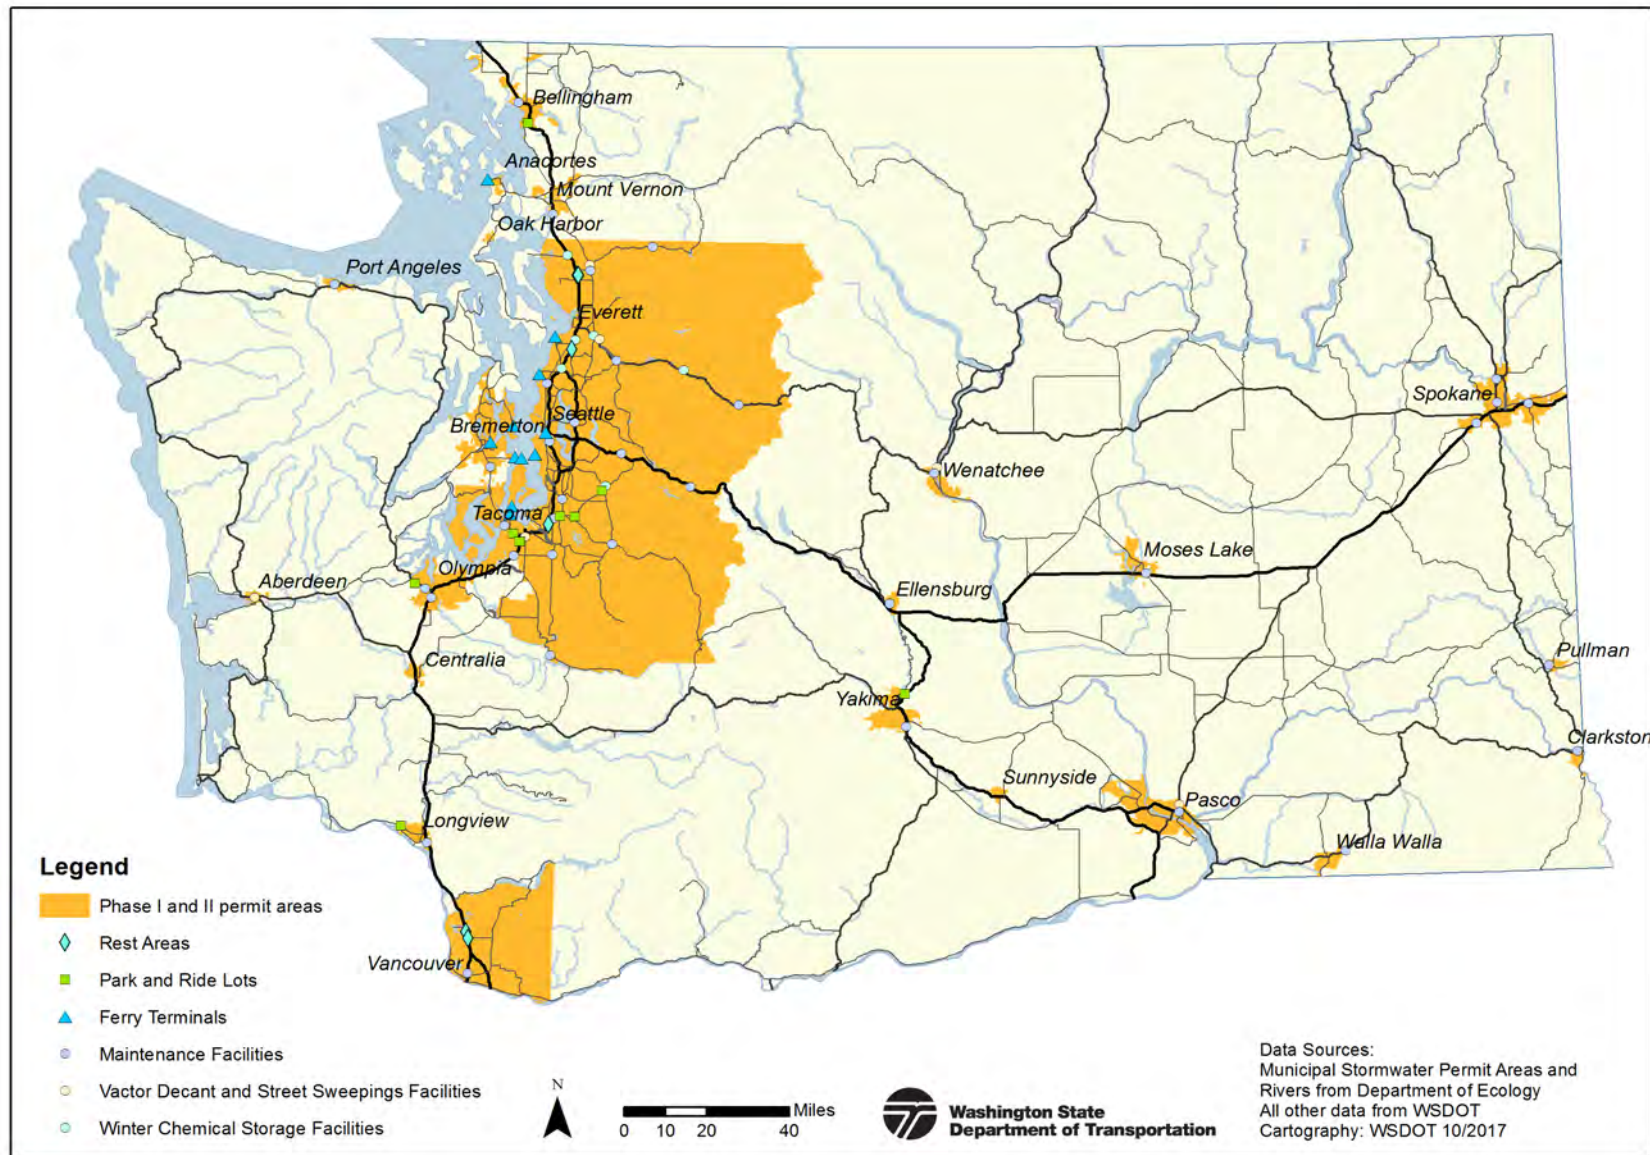 Bellingham
Anacortes
Mount Vernon
Oak Harbor
Port Angeles
Everett
Spokane
Seattle
Bremerton
Wenatchee
Tacoma
Moses Lake
Olympia
Aberdeen
Ellensburg
Centralia
Pullman
Yakima
Clarkston
Sunnyside
Pasco
Longview
Walla Walla
Vancouver
Legend
Phase I and II permit areas
Rest Areas
Park and Ride Lots
Ferry Terminals
Maintenance Facilities
Vactor Decant and Street Sweepings Facilities
Winter Chemical Storage Facilities
N
Miles
0 10 20 40
Washington State
Department of Transportation
Data Sources:
Municipal Stormwater Permit Areas and
Rivers from Department of Ecology
All other data from WSDOT
Cartography: WSDOT 10/2017